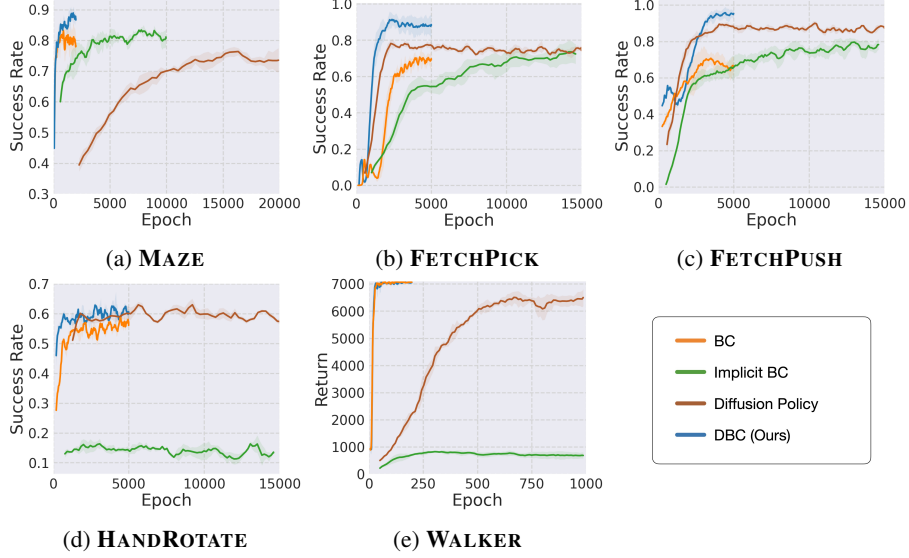 0.9
0.8
0.7
0.6
0.5
0.4
0.3
Success Rate
0 5000 10000 15000 20000
Epoch
(a) MAZE
1.0
0.8
0.6
0.4
0.2
0.0
Success Rate
0 5000 10000 15000
Epoch
(b) FETCHPICK
1.0
0.8
0.6
0.4
0.2
0.0
Success Rate
0 5000 10000 15000
Epoch
(c) FETCHPUSH
0.7
0.6
0.5
0.4
0.3
0.2
0.1
Success Rate
0 5000 10000 15000
Epoch
(d) HANDROTATE
7000
6000
5000
4000
3000
2000
1000
0
Return
0 250 500 750 1000
Epoch
(e) WALKER
BC
Implicit BC
Diffusion Policy
DBC (Ours)